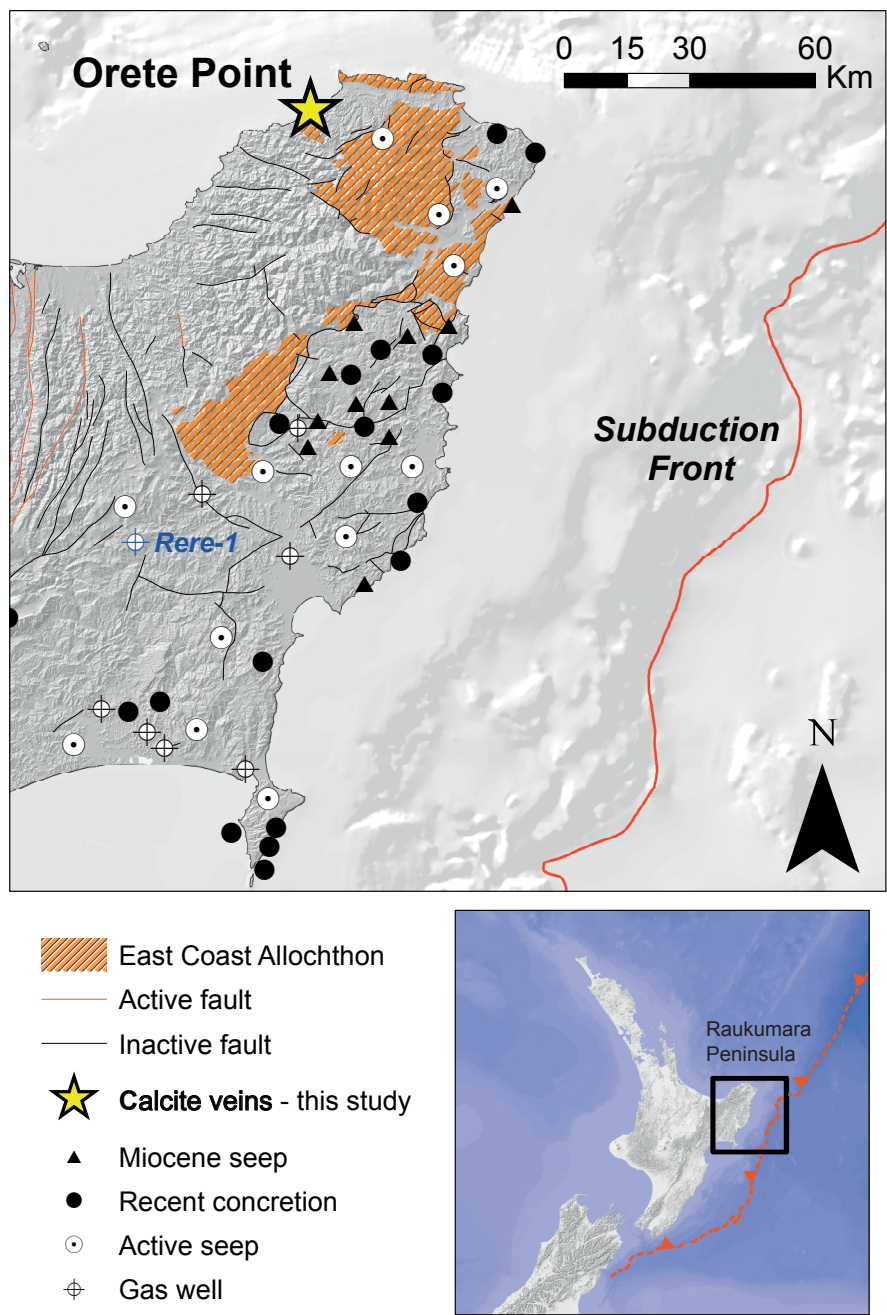 Orete Point
0 15 30 60
Km
Subduction
Front
Rere-1
N
East Coast Allochthon
Active fault
Inactive fault
Calcite veins - this study
Miocene seep
Recent concretion
Active seep
Gas well
Raukumara
Peninsula